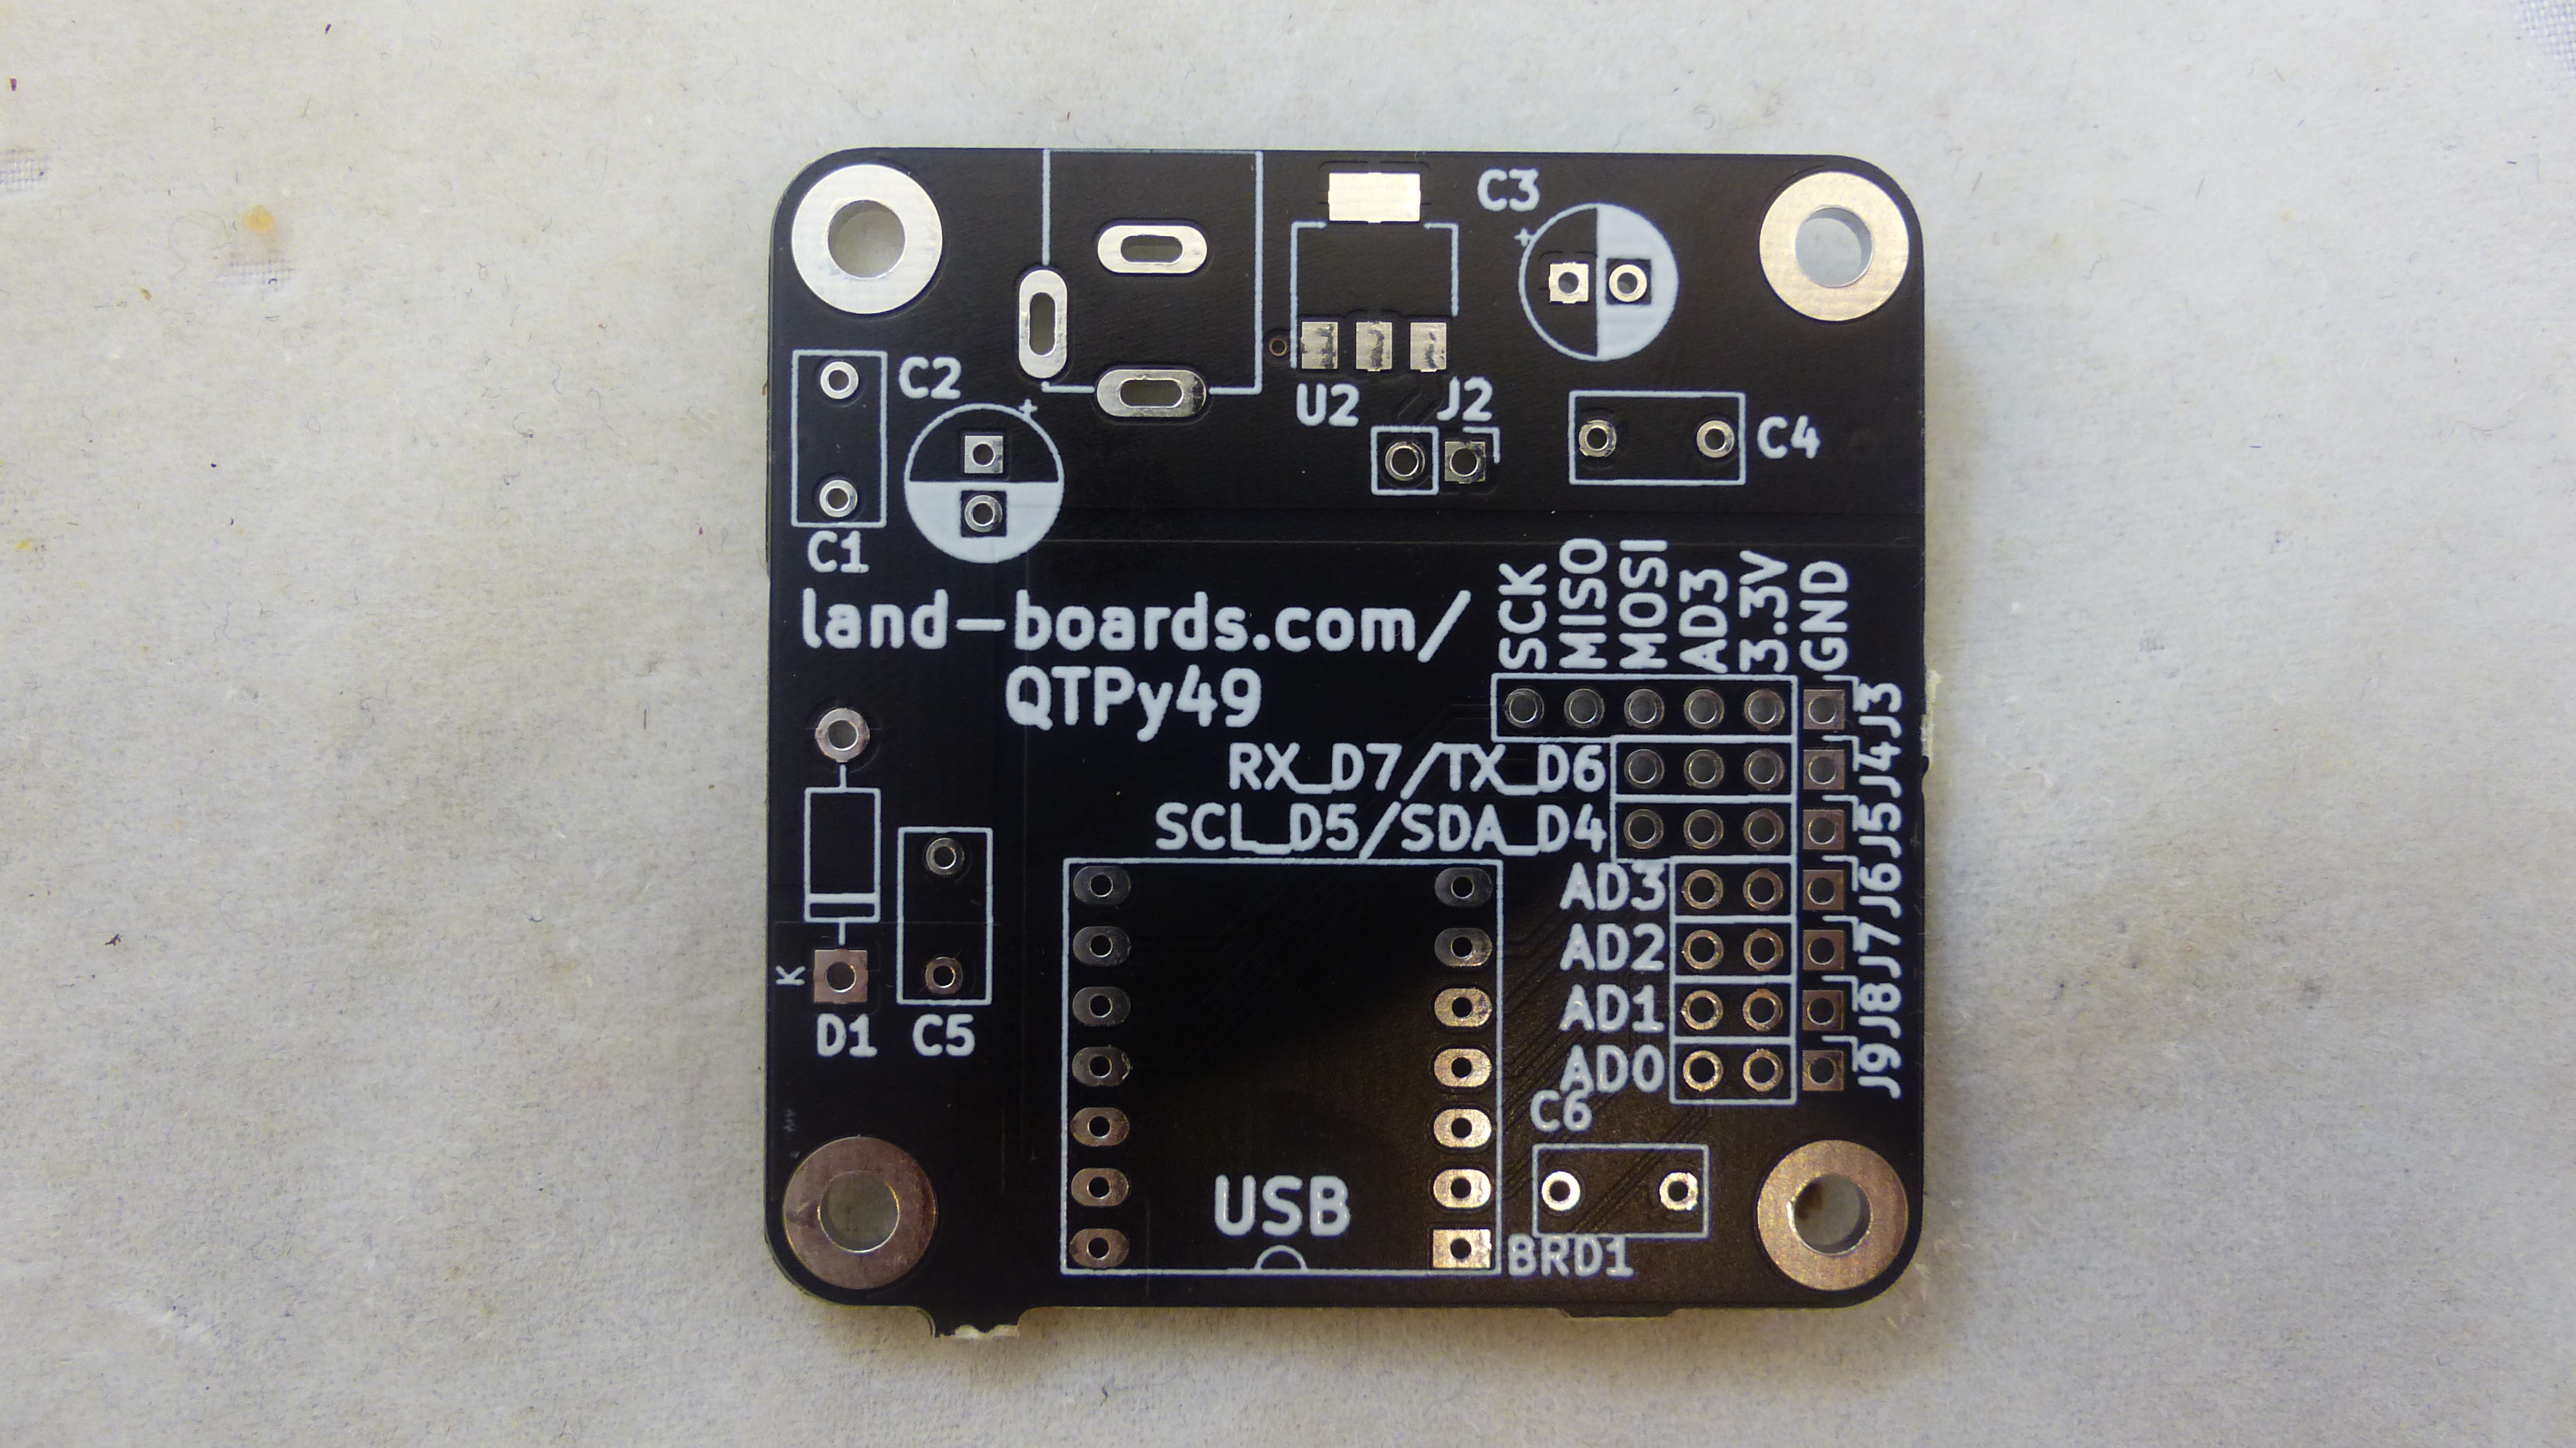 C3
C2
U2
J2
C4
C1
SCK
MISO
MOSI
AD3
3.3V
GND
land-boards.com/
QTPy49
J3
RX_D7/TX_D6
J4
SCL_D5/SDA_D4
J5
AD3
J6
AD2
J7
K
AD1
J8
D1
C5
AD0
J9
C6
USB
BRD1